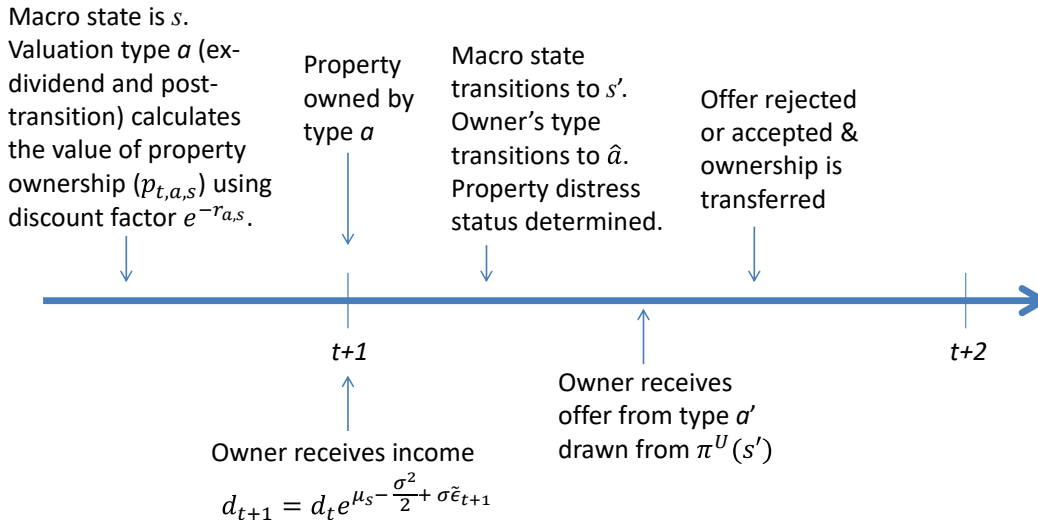 Macro state is s.
Valuation type a (ex-
dividend and post-
transition) calculates
the value of property
ownership (p_{t,a,s}) using
discount factor e^{-r_{a,s}}.
Property
owned by
type a
Macro state
transitions to s′.
Owner's type
transitions to â.
Property distress
status determined.
Offer rejected
or accepted &
ownership is
transferred
t+1
t+2
Owner receives income
d_{t+1} = d_t e^{μ_s − \frac{σ^2}{2} + σ\tilde{ϵ}_{t+1}}
Owner receives
offer from type a'
drawn from π^U(s′)